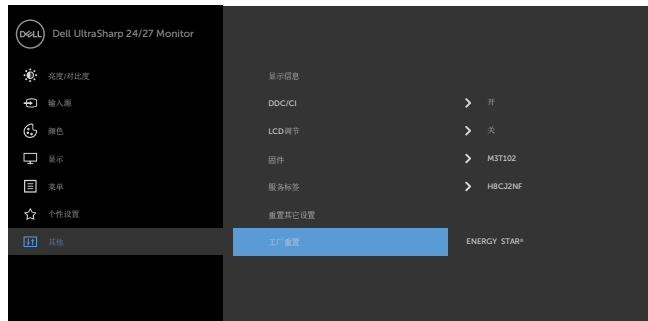 DELL
Dell UltraSharp 24/27 Monitor
亮度/对比度
输入源
颜色
显示
菜单
个性设置
其他
显示信息
DDC/CI 开
LCD调节 关
固件 M3T102
服务标签 H8CJ2NF
重置其它设置
工厂重置 ENERGY STAR®